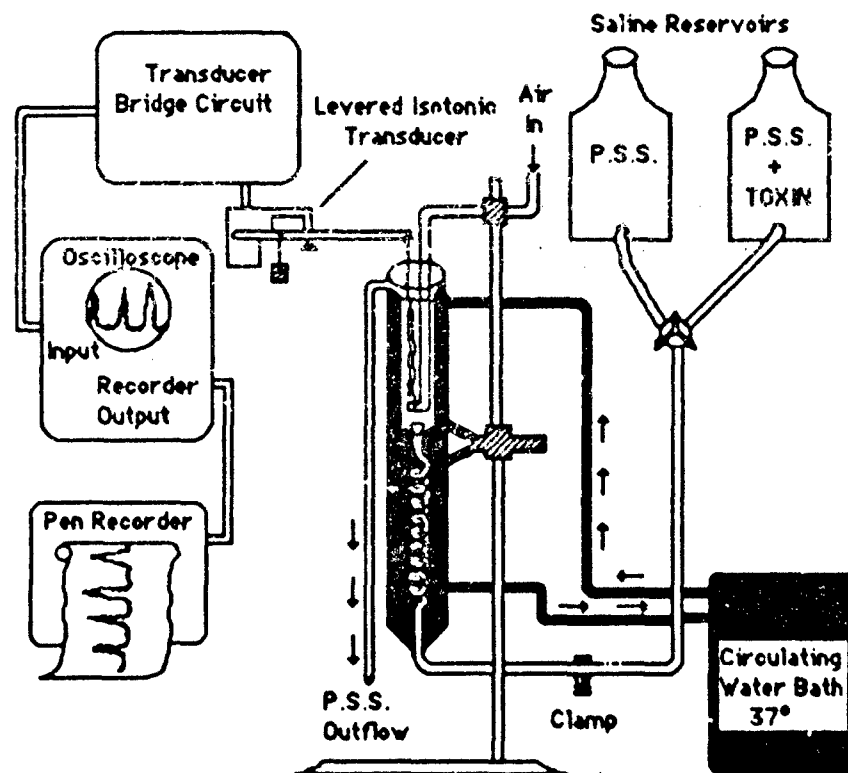 Saline Reservoirs
Transducer
Bridge Circuit
Levered Isotonic
Transducer
Air
In
P.S.S.
P.S.S.
+
TOXIN
Oscilloscope
Input
Recorder
Output
Pen Recorder
P.S.S.
Outflow
Clamp
Circulating
Water Bath
37°